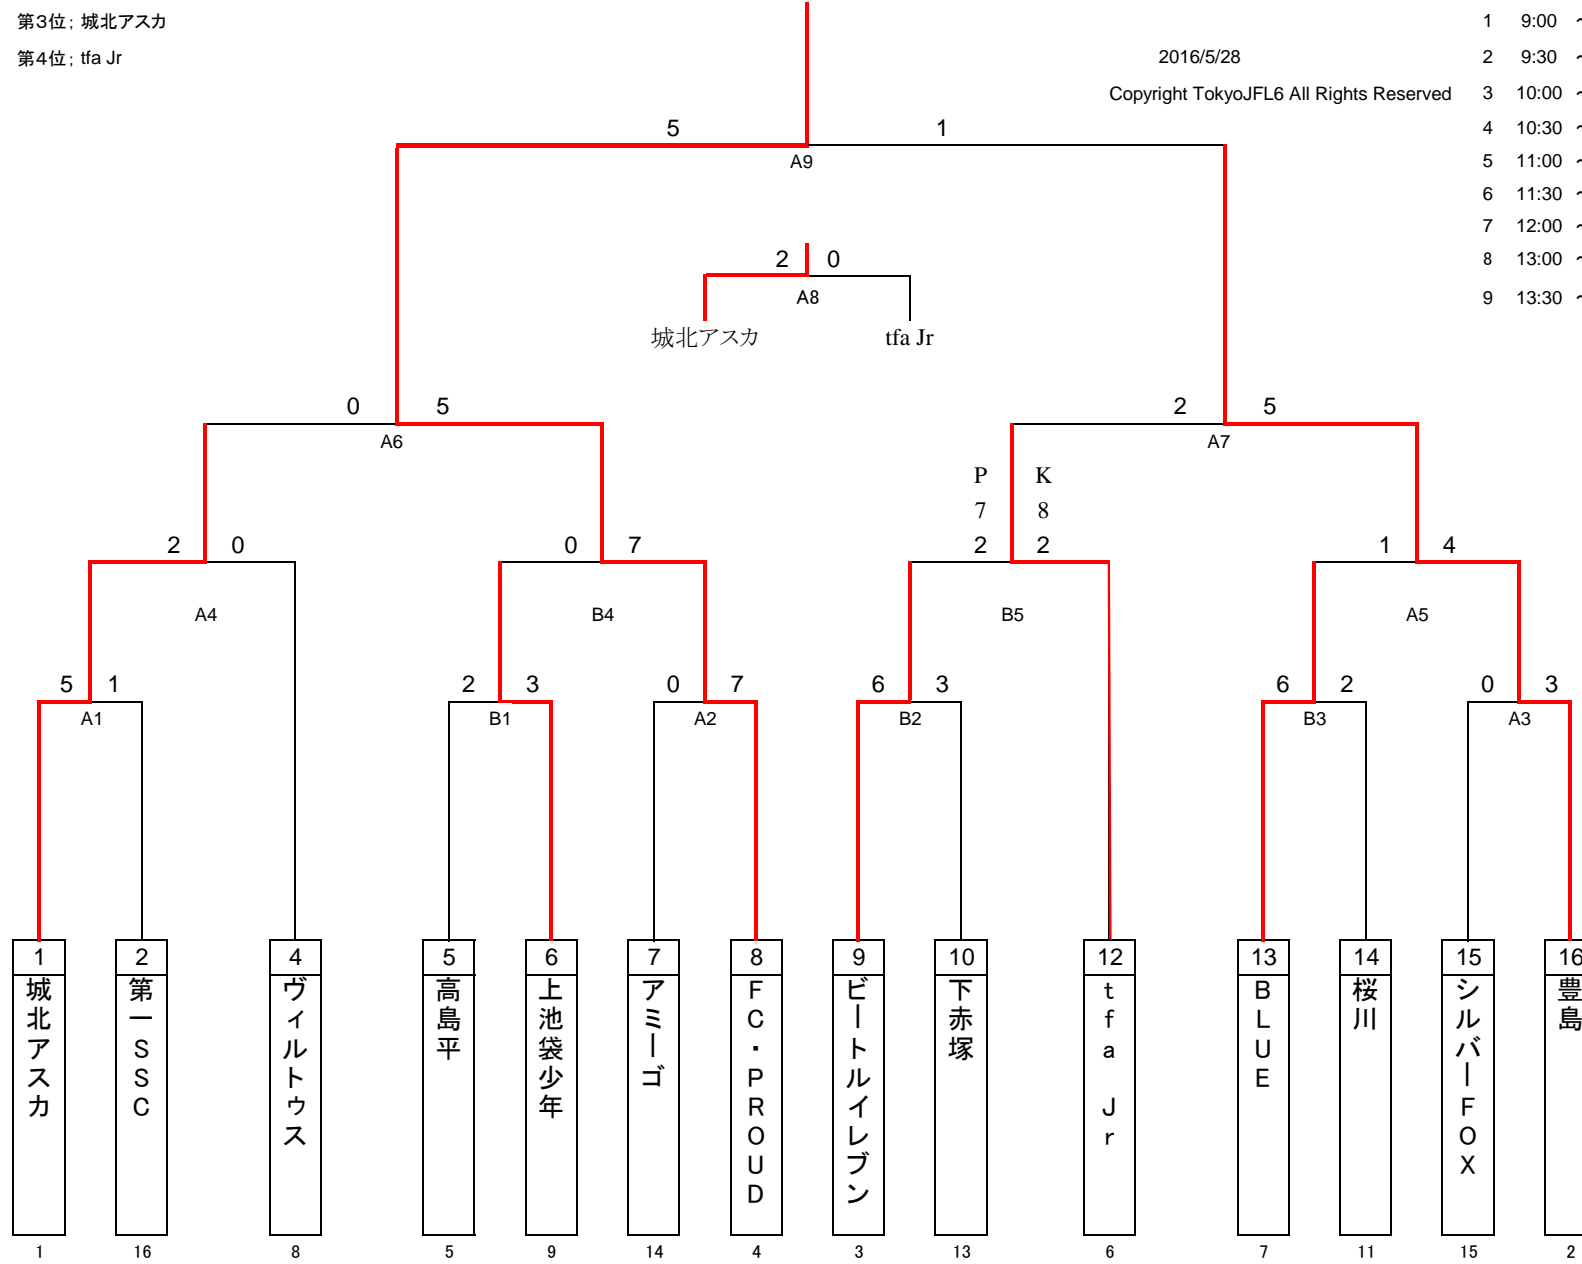 第3位; 城北アスカ
第4位; tfa Jr
2016/5/28
Copyright TokyoJFL6 All Rights Reserved
1 9:00 ~
2 9:30 ~
3 10:00 ~
4 10:30 ~
5 11:00 ~
6 11:30 ~
7 12:00 ~
8 13:00 ~
9 13:30 ~
5 1
A9
2 0
A8
城北アスカ tfa Jr
0 5 2 5
A6 A7
P K
7 8
2 0 0 7 2 2 1 4
A4 B4 B5 A5
5 1 2 3 0 7 6 3 6 2 0 3
A1 B1 A2 B2 B3 A3
1 2 4 5 6 7 8 9 10 12 13 14 15 16
城北アスカ
第一SSC
ヴィルトゥス
高島平
上池袋少年
アミーゴ
FC・PROUD
ビートルイレブン
下赤塚
tfa Jr
BLUE
桜川
シルバーFOX
豊島
1 16 8 5 9 14 4 3 13 6 7 11 15 2